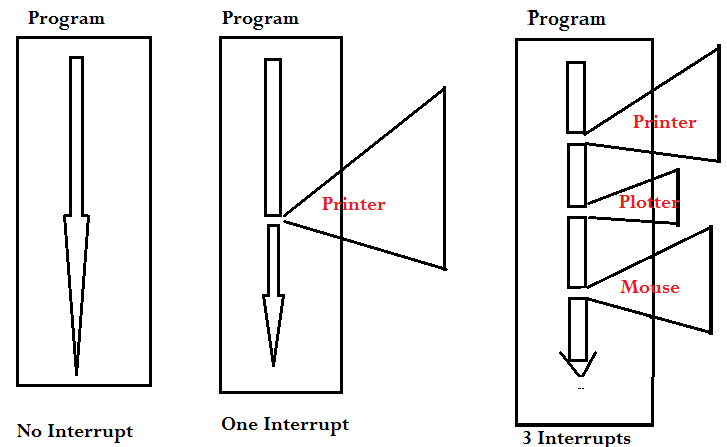 Program
No Interrupt
Program
Printer
One Interrupt
Program
Printer
Plotter
Mouse
3 Interrupts